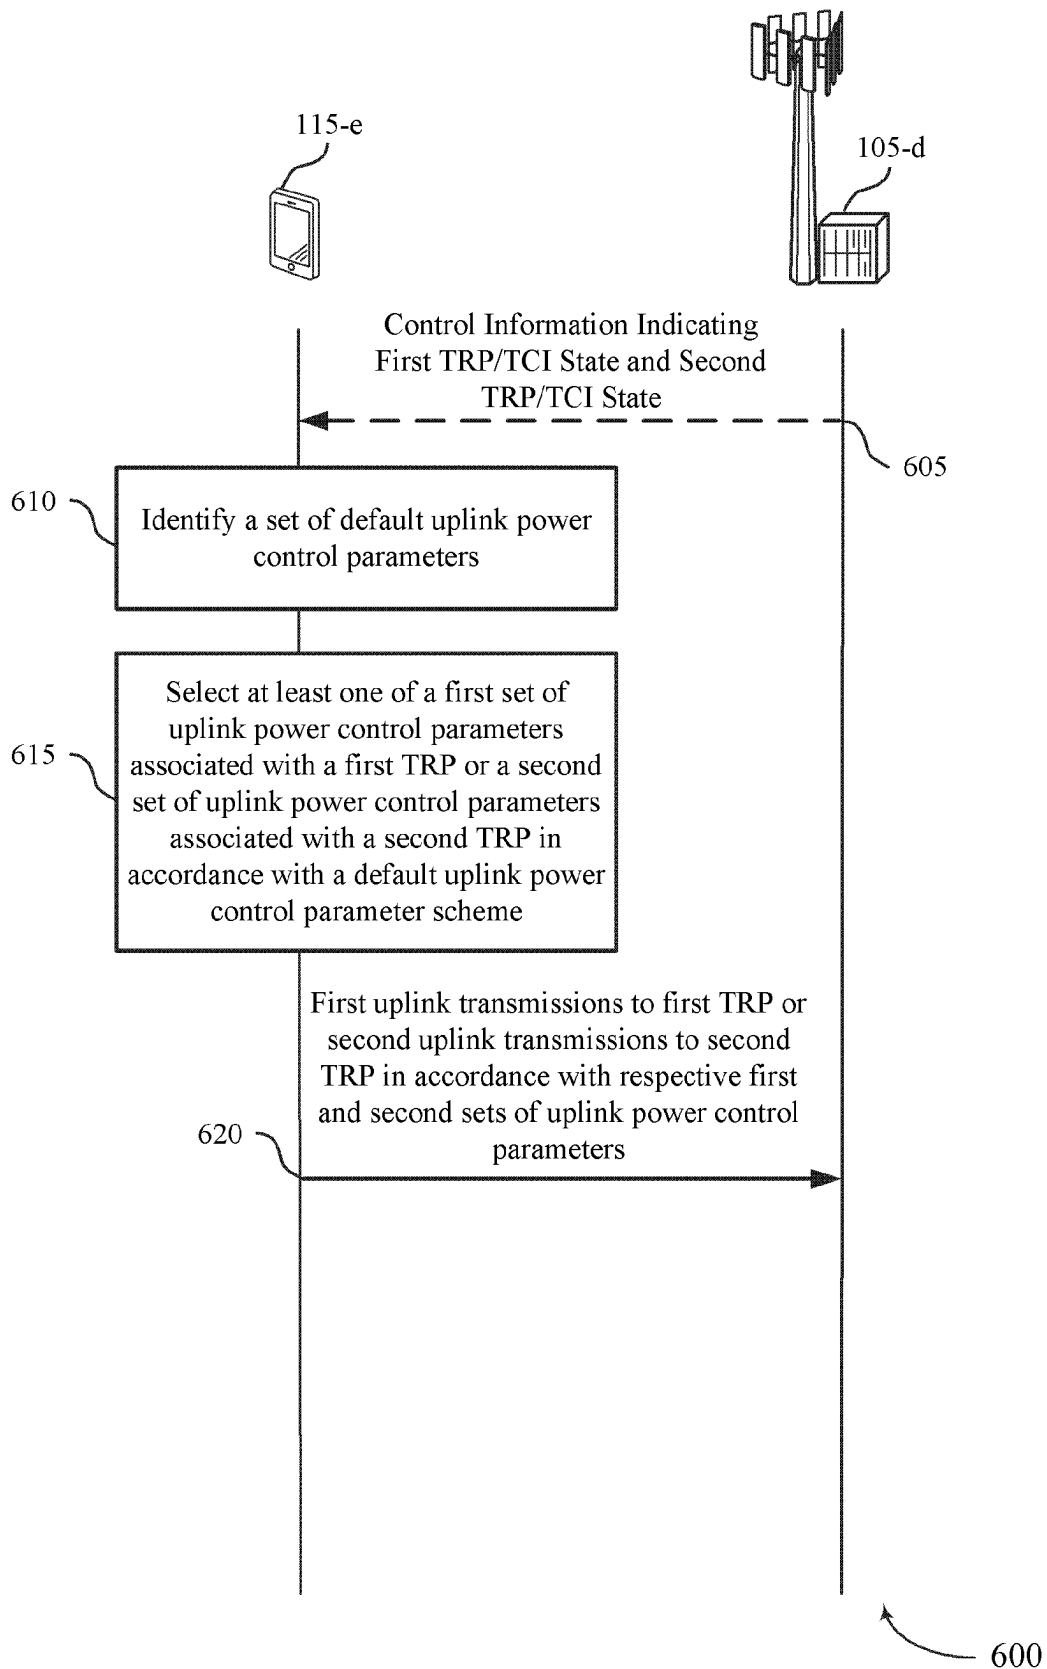 115-e
105-d
Control Information Indicating
First TRP/TCI State and Second
TRP/TCI State
605
610
Identify a set of default uplink power
control parameters
615
Select at least one of a first set of
uplink power control parameters
associated with a first TRP or a second
set of uplink power control parameters
associated with a second TRP in
accordance with a default uplink power
control parameter scheme
First uplink transmissions to first TRP or
second uplink transmissions to second
TRP in accordance with respective first
and second sets of uplink power control
parameters
620
600